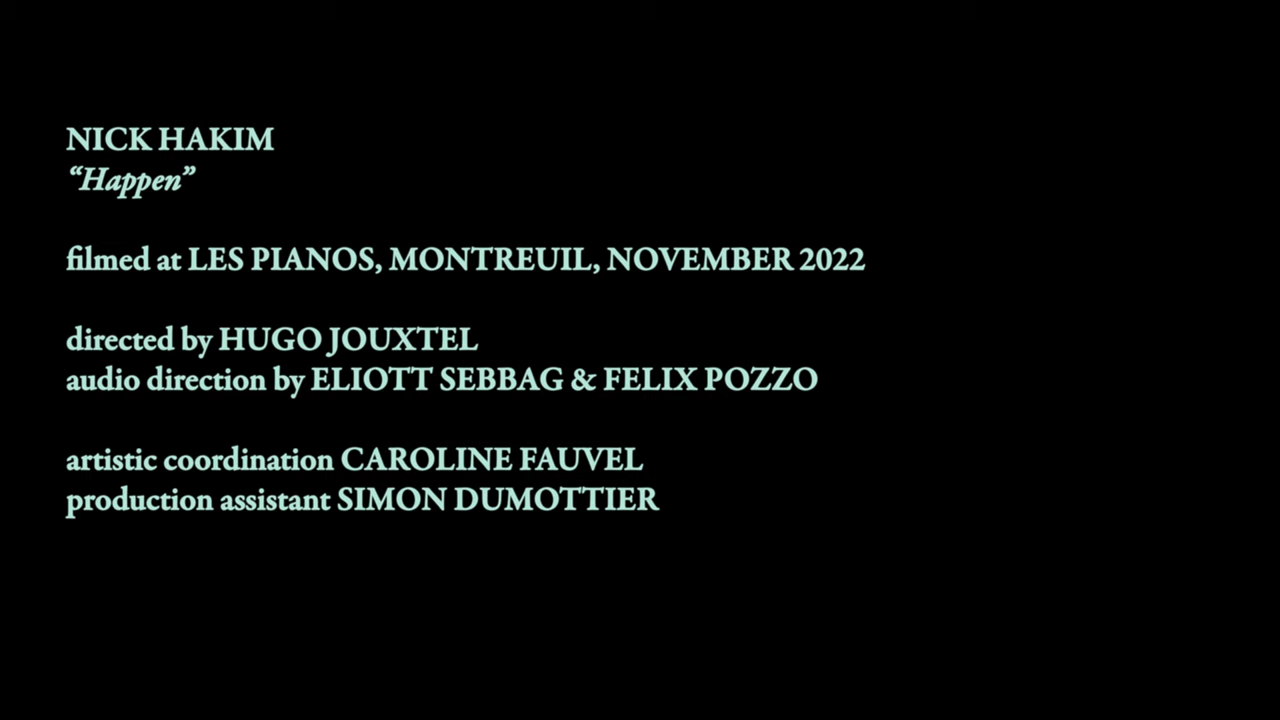 NICK HAKIM
“Happen”
filmed at LES PIANOS, MONTREUIL, NOVEMBER 2022
directed by HUGO JOUXTEL
audio direction by ELIOTT SEBBAG & FELIX POZZO
artistic coordination CAROLINE FAUVEL
production assistant SIMON DUMOTTIER